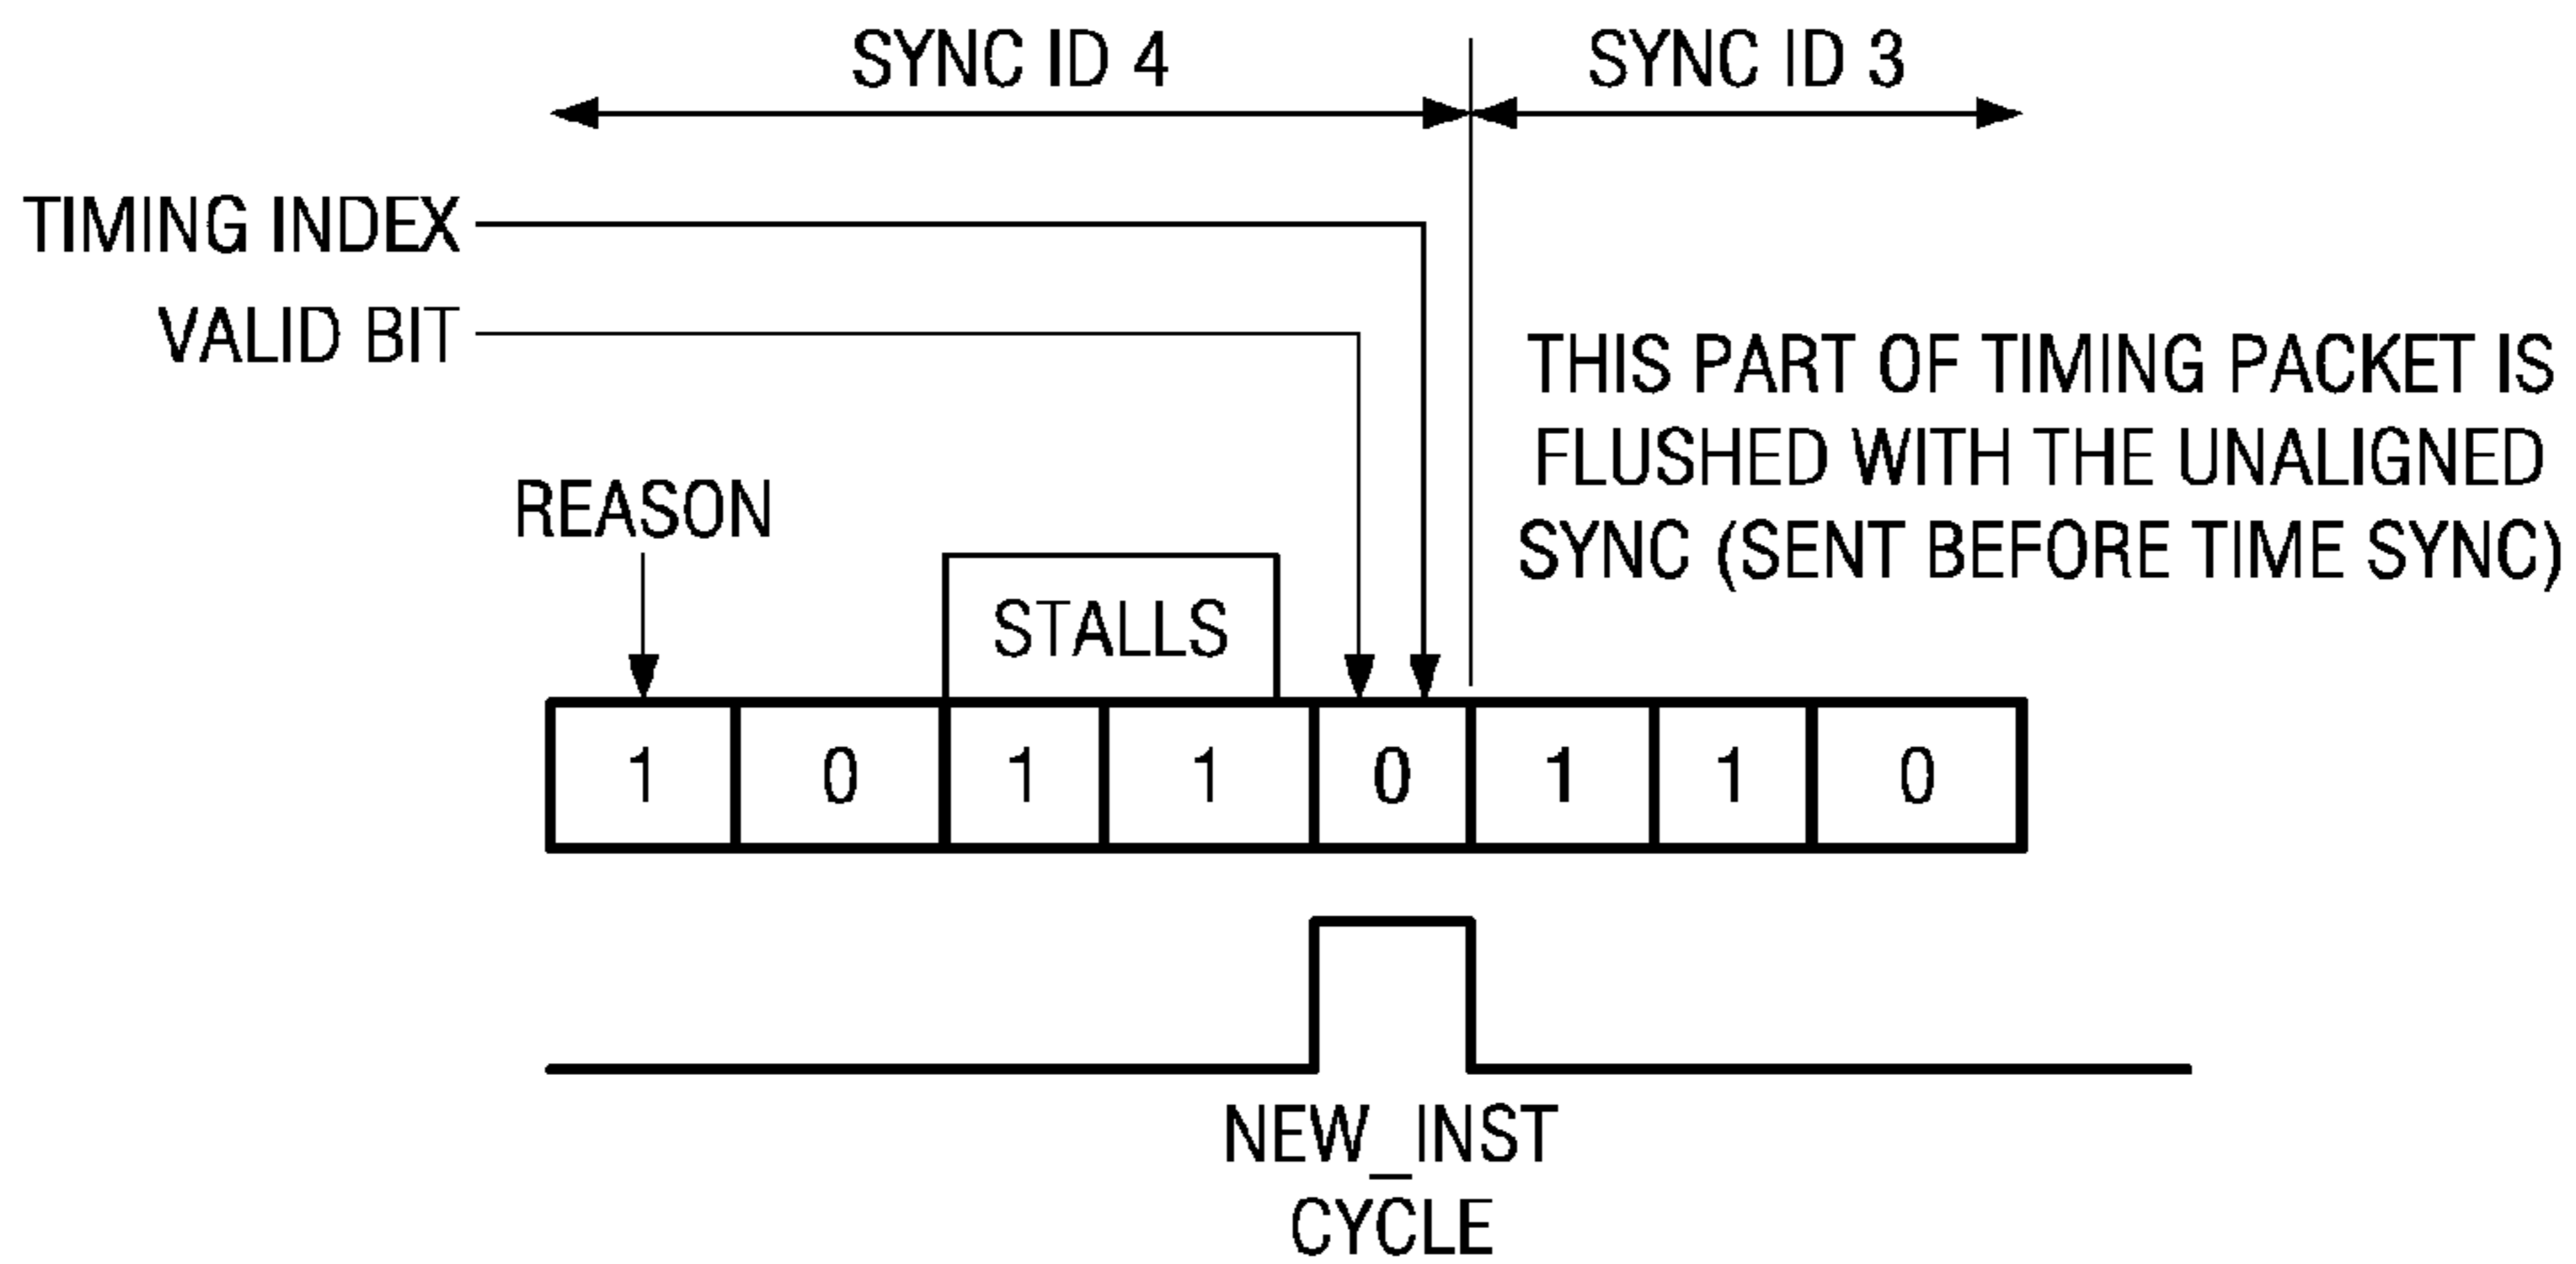 SYNC ID 4
SYNC ID 3
TIMING INDEX
VALID BIT
THIS PART OF TIMING PACKET IS
FLUSHED WITH THE UNALIGNED
SYNC (SENT BEFORE TIME SYNC)
REASON
STALLS
1 0 1 1 0 1 1 0
NEW_INST
CYCLE